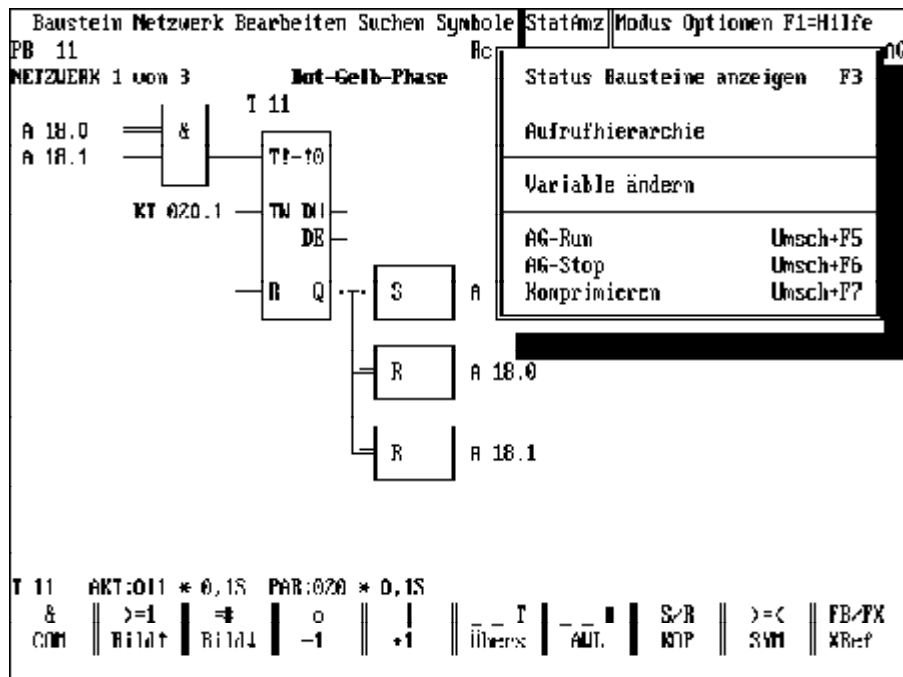 Baustein Netzwerk Bearbeiten Suchen Symbole StatAnz Modus Optionen F1=Hilfe
PB 11
NETZWERK 1 von 3 Rot-Gelb-Phase
Status Bausteine anzeigen F3
Aufrufhierarchie
Variable ändern
AG-Run Umsch+F5
AG-Stop Umsch+F6
Komprimieren Umsch+F7
T 11
A 18.0 &
A 18.1 T!-!0
KT 020.1 TW DU
DE
R Q S A
R A 18.0
R A 18.1
T 11 AKT:011 * 0,1S PAR:020 * 0,1S
& >=1 =# o | _ _ T _ _ S/R >=< FB/FX
COM Bild↑ Bild↓ -1 +1 Übers AWL KOP SYM XRef